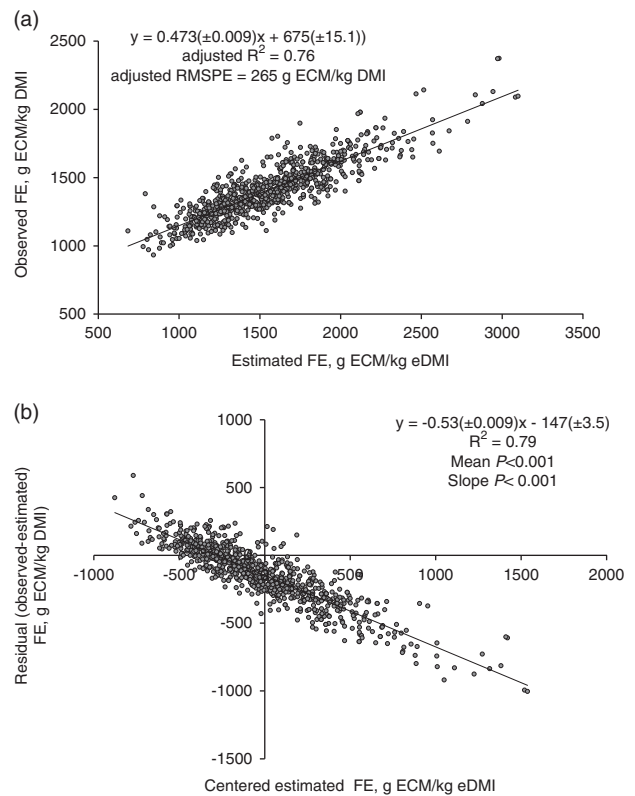 (a)
y = 0.473(±0.009)x + 675(±15.1))
adjusted R² = 0.76
adjusted RMSPE = 265 g ECM/kg DMI
Observed FE, g ECM/kg DMI
2500
2000
1500
1000
500
500 1000 1500 2000 2500 3000 3500
Estimated FE, g ECM/kg eDMI
(b)
y = -0.53(±0.009)x - 147(±3.5)
R² = 0.79
Mean P<0.001
Slope P< 0.001
Residual (observed-estimated)
FE, g ECM/kg DMI)
1000
500
-1000 -500 0 500 1000 1500 2000
-500
-1000
-1500
Centered estimated FE, g ECM/kg eDMI